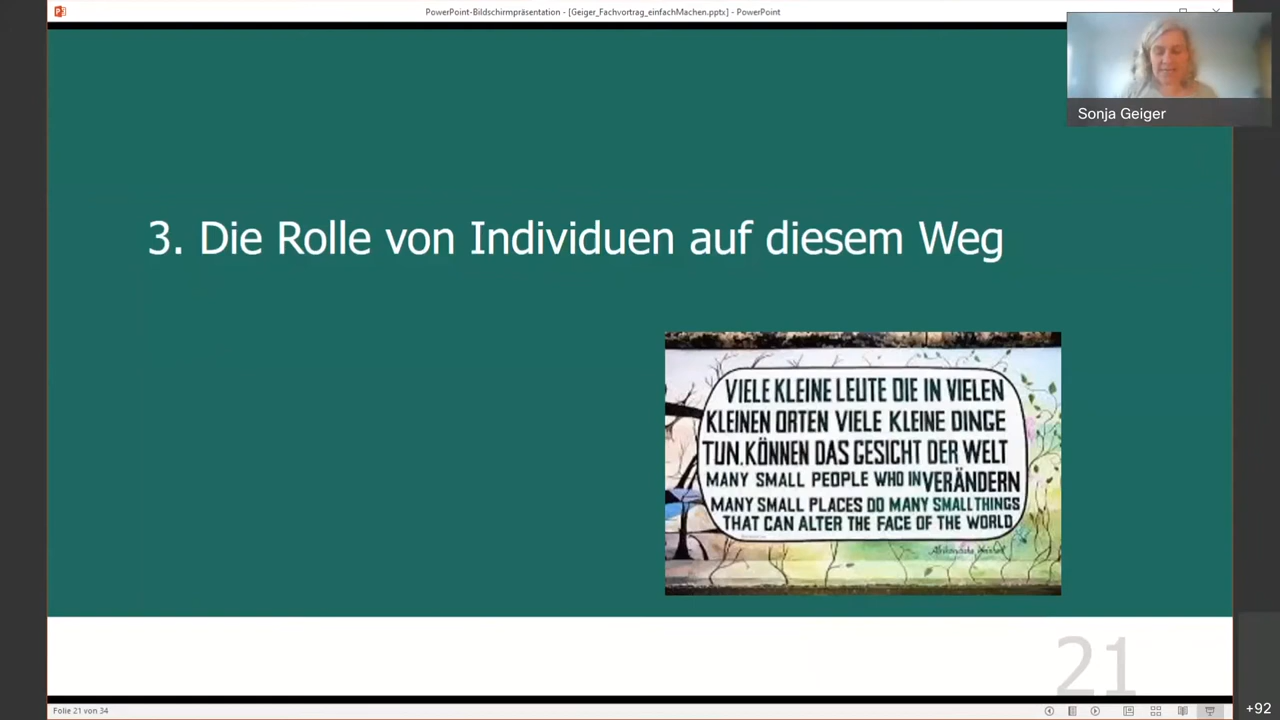 PowerPoint-Bildschirmpräsentation - [Geiger_Fachvortrag_einfachMachen.pptx] - PowerPoint
Sonja Geiger
3. Die Rolle von Individuen auf diesem Weg
VIELE KLEINE LEUTE DIE IN VIELEN
KLEINEN ORTEN VIELE KLEINE DINGE
TUN. KÖNNEN DAS GESICHT DER WELT
VERÄNDERN
MANY SMALL PEOPLE WHO IN
MANY SMALL PLACES DO MANY SMALL THINGS
THAT CAN ALTER THE FACE OF THE WORLD
21
Folie 21 von 34
+92